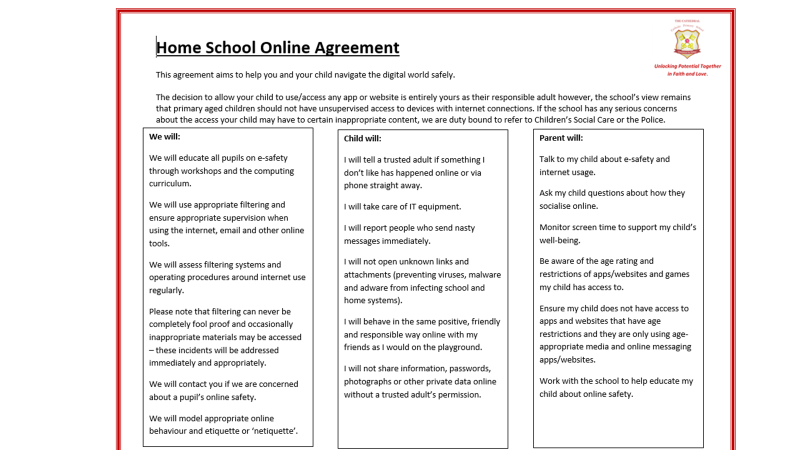 Home School Online Agreement
Unlocking Potential Together
in Faith and Love.
This agreement aims to help you and your child navigate the digital world safely.
The decision to allow your child to use/access any app or website is entirely yours as their responsible adult however, the school's view remains
that primary aged children should not have unsupervised access to devices with internet connections. If the school has any serious concerns
about the access your child may have to certain inappropriate content, we are duty bound to refer to Children's Social Care or the Police.
We will:
We will educate all pupils on e-safety
through workshops and the computing
curriculum.
We will use appropriate filtering and
ensure appropriate supervision when
using the internet, email and other online
tools.
We will assess filtering systems and
operating procedures around internet use
regularly.
Please note that filtering can never be
completely fool proof and occasionally
inappropriate materials may be accessed
– these incidents will be addressed
immediately and appropriately.
We will contact you if we are concerned
about a pupil's online safety.
We will model appropriate online
behaviour and etiquette or 'netiquette'.
Child will:
I will tell a trusted adult if something I
don't like has happened online or via
phone straight away.
I will take care of IT equipment.
I will report people who send nasty
messages immediately.
I will not open unknown links and
attachments (preventing viruses, malware
and adware from infecting school and
home systems).
I will behave in the same positive, friendly
and responsible way online with my
friends as I would on the playground.
I will not share information, passwords,
photographs or other private data online
without a trusted adult's permission.
Parent will:
Talk to my child about e-safety and
internet usage.
Ask my child questions about how they
socialise online.
Monitor screen time to support my child's
well-being.
Be aware of the age rating and
restrictions of apps/websites and games
my child has access to.
Ensure my child does not have access to
apps and websites that have age
restrictions and they are only using age-
appropriate media and online messaging
apps/websites.
Work with the school to help educate my
child about online safety.